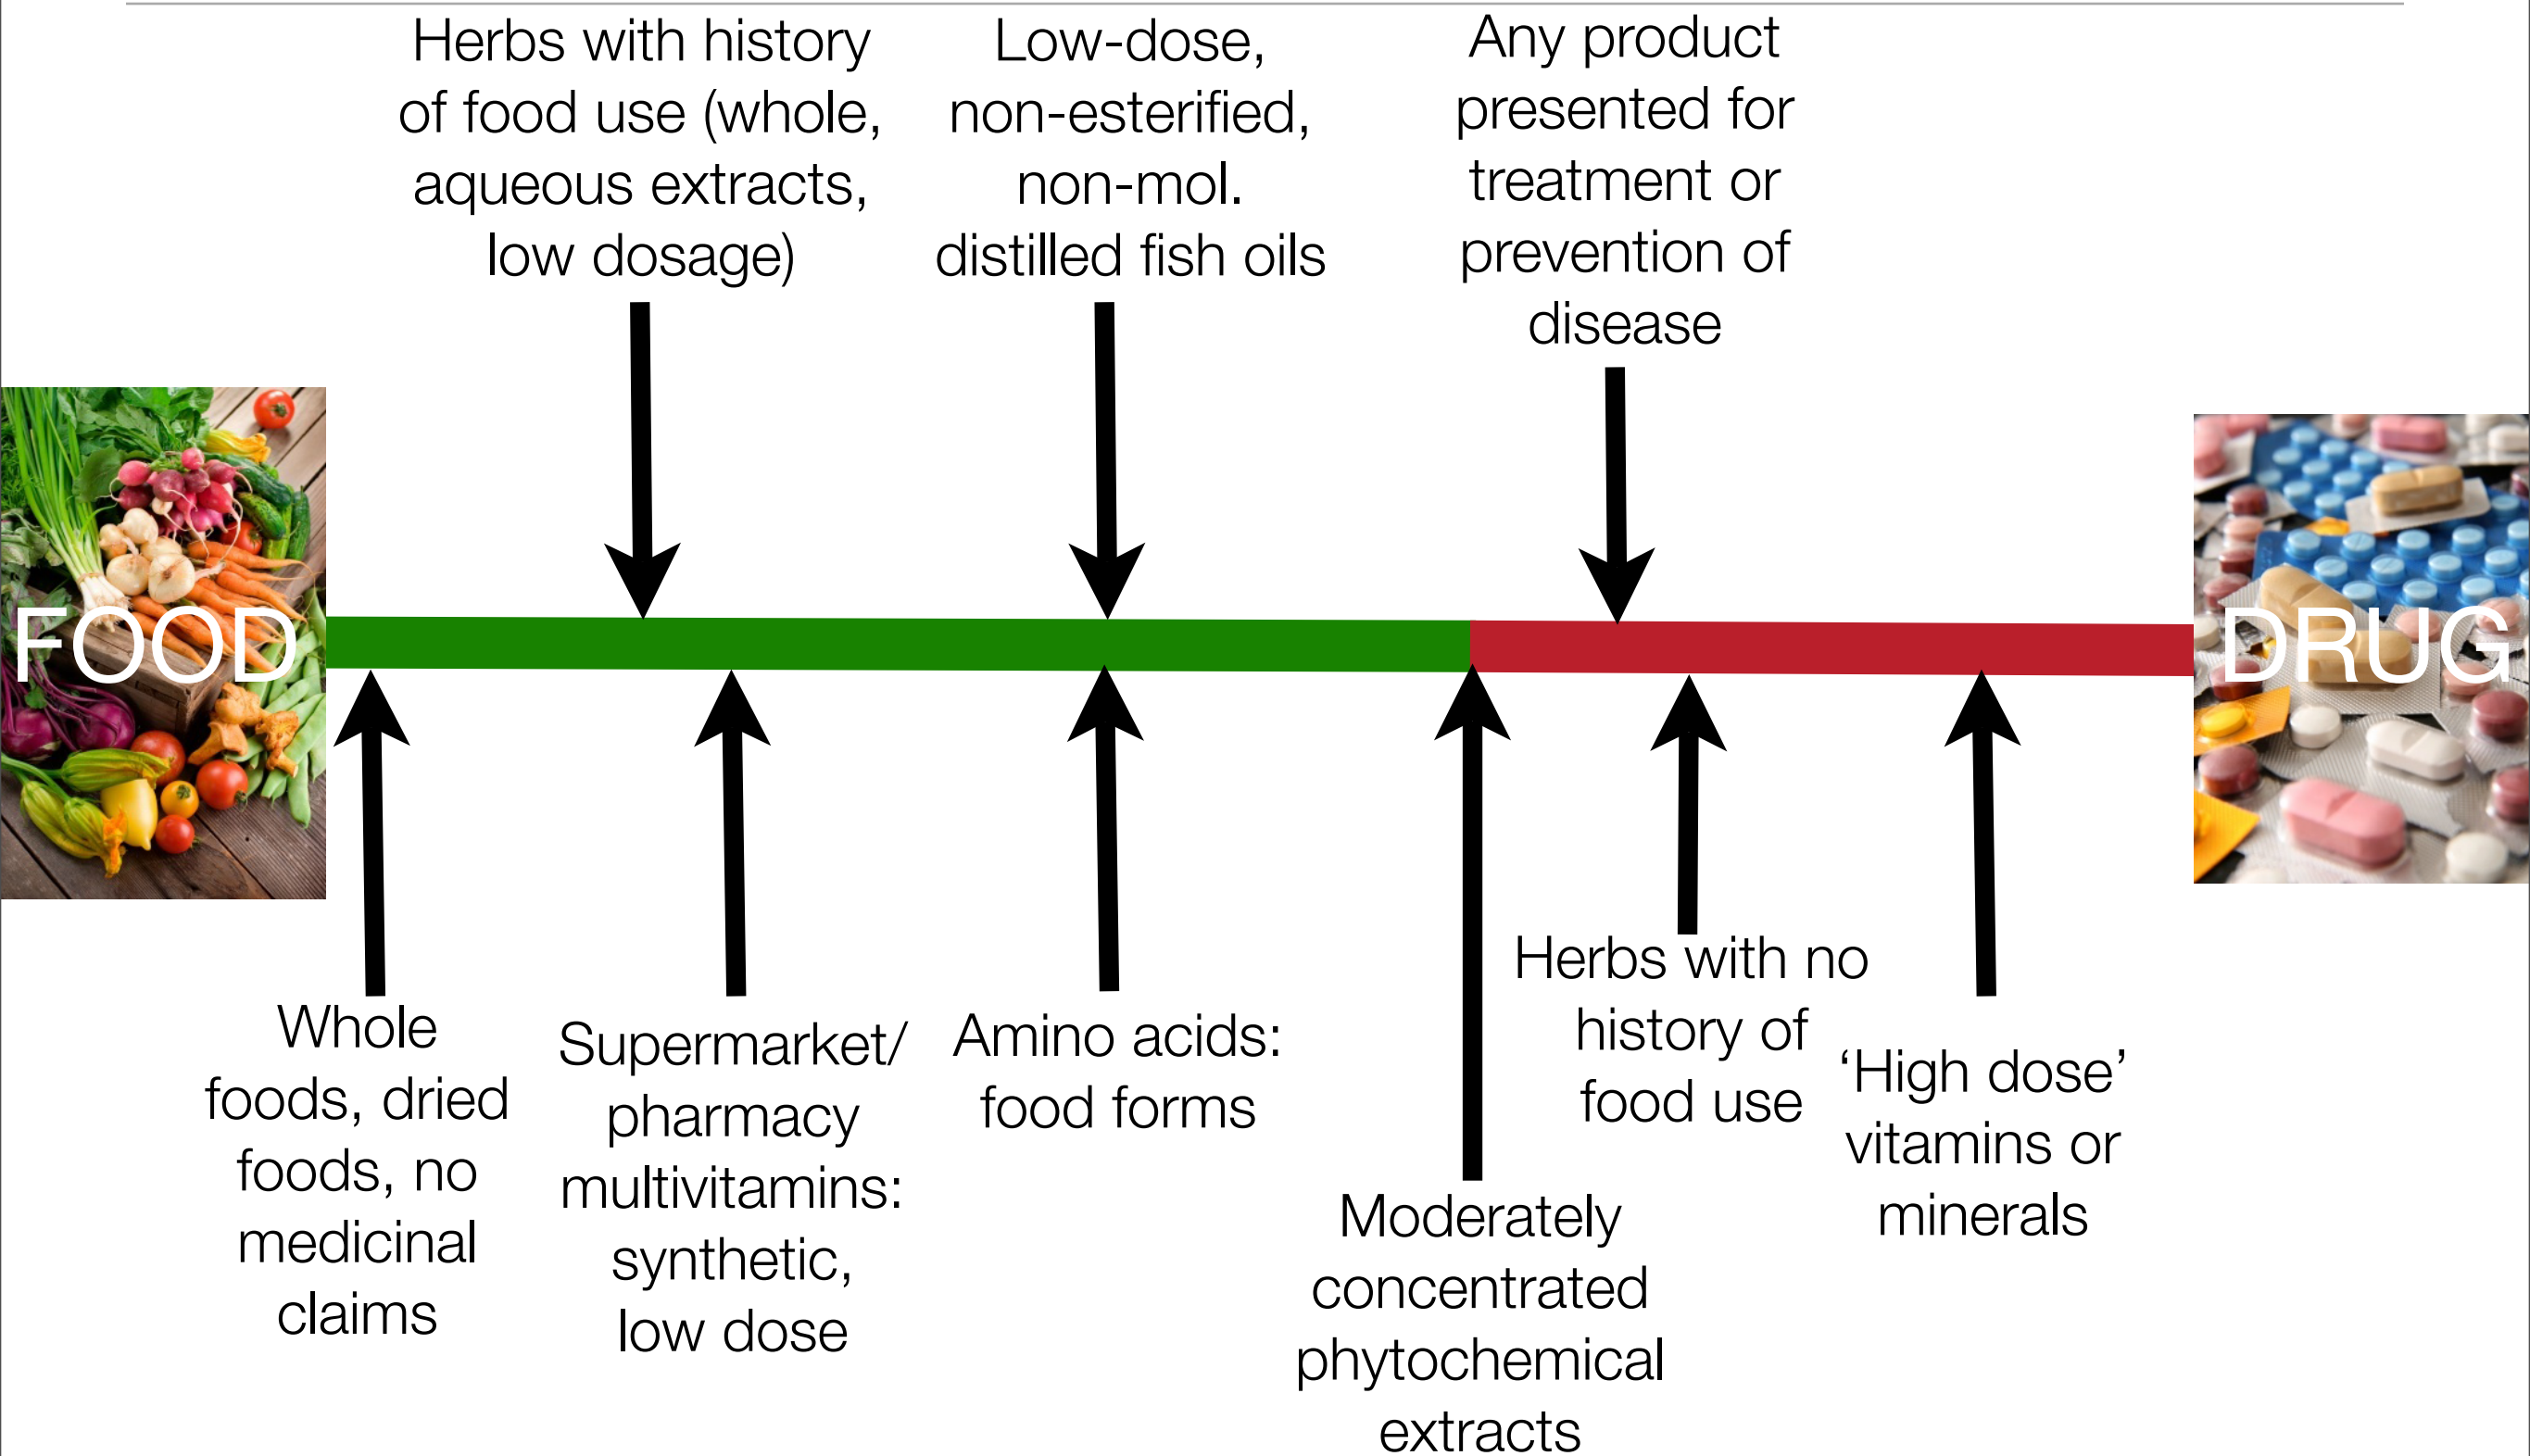 Herbs with history
of food use (whole,
aqueous extracts,
low dosage)
Low-dose,
non-esterified,
non-mol.
distilled fish oils
Any product
presented for
treatment or
prevention of
disease
FOOD
DRUG
Whole
foods, dried
foods, no
medicinal
claims
Supermarket/
pharmacy
multivitamins:
synthetic,
low dose
Amino acids:
food forms
Moderately
concentrated
phytochemical
extracts
Herbs with no
history of
food use
‘High dose’
vitamins or
minerals